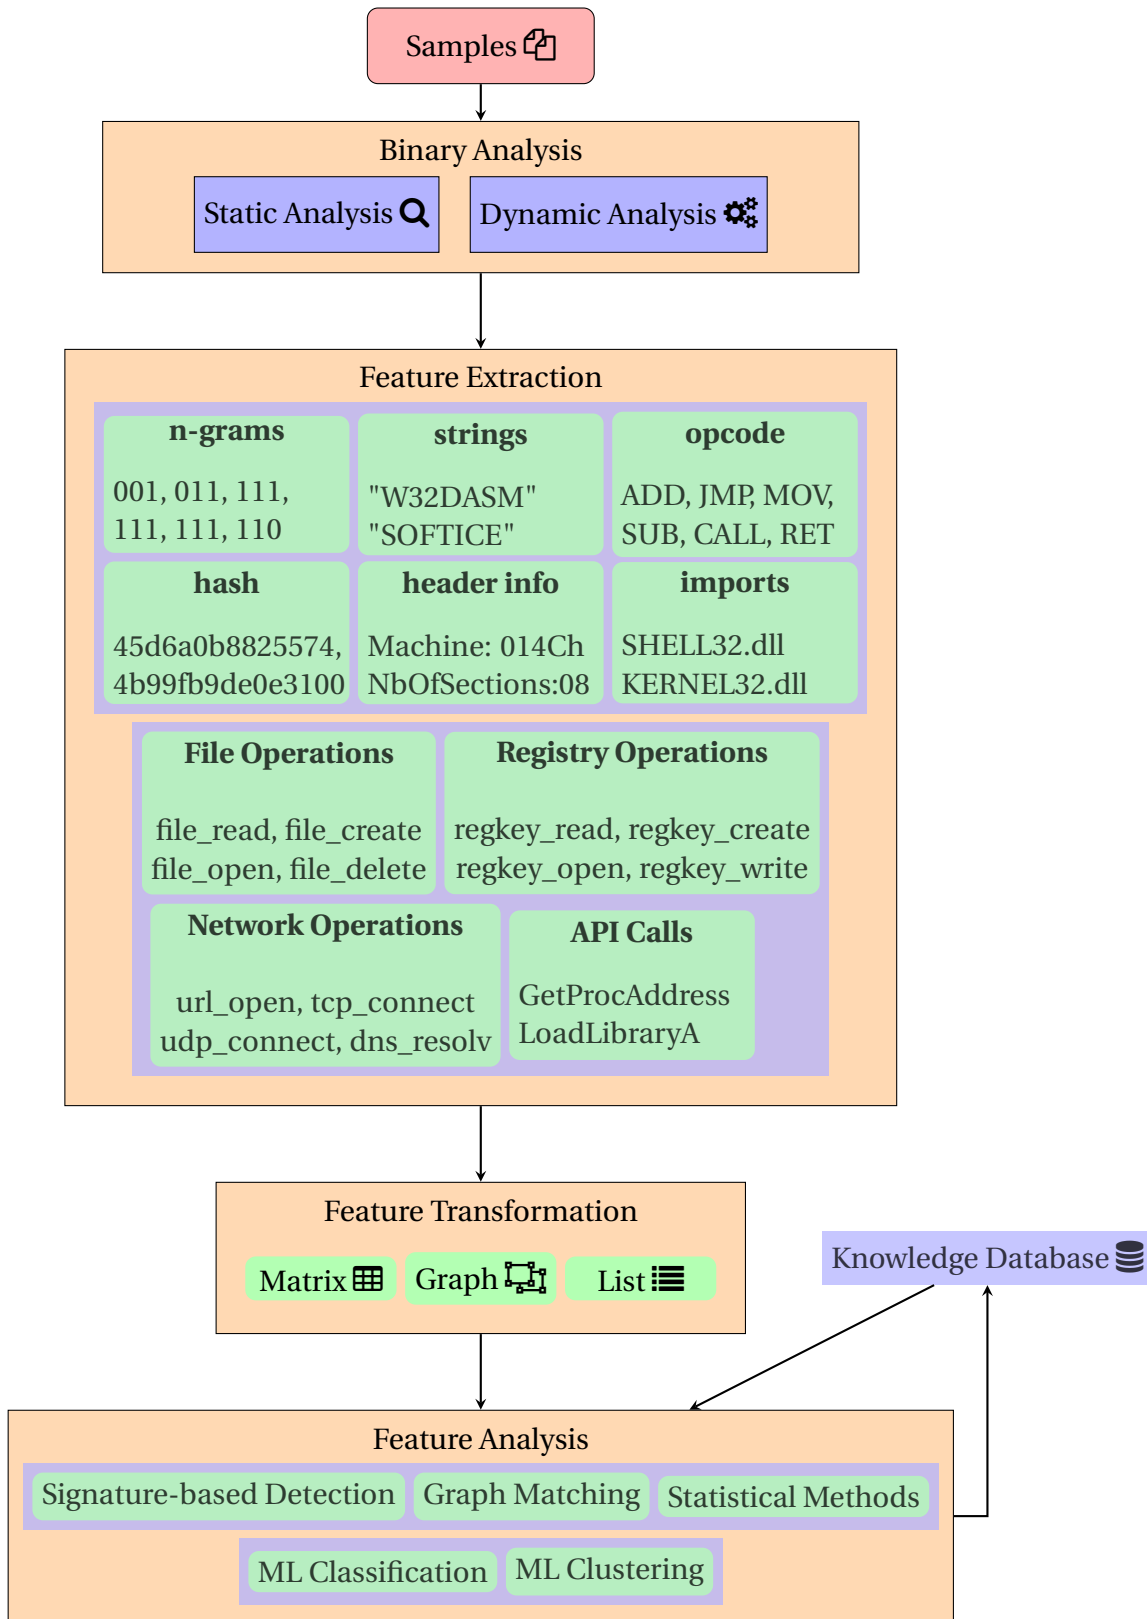 Samples
Binary Analysis
Static Analysis
Dynamic Analysis
Feature Extraction
n-grams
001, 011, 111,
111, 111, 110
strings
"W32DASM"
"SOFTICE"
opcode
ADD, JMP, MOV,
SUB, CALL, RET
hash
45d6a0b8825574,
4b99fb9de0e3100
header info
Machine: 014Ch
NbOfSections:08
imports
SHELL32.dll
KERNEL32.dll
File Operations
file_read, file_create
file_open, file_delete
Registry Operations
regkey_read, regkey_create
regkey_open, regkey_write
Network Operations
url_open, tcp_connect
udp_connect, dns_resolv
API Calls
GetProcAddress
LoadLibraryA
Feature Transformation
Matrix
Graph
List
Knowledge Database
Feature Analysis
Signature-based Detection
Graph Matching
Statistical Methods
ML Classification
ML Clustering